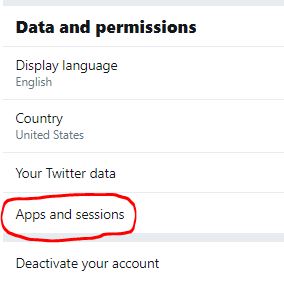 Data and permissions
Display language
English
Country
United States
Your Twitter data
Apps and sessions
Deactivate your account